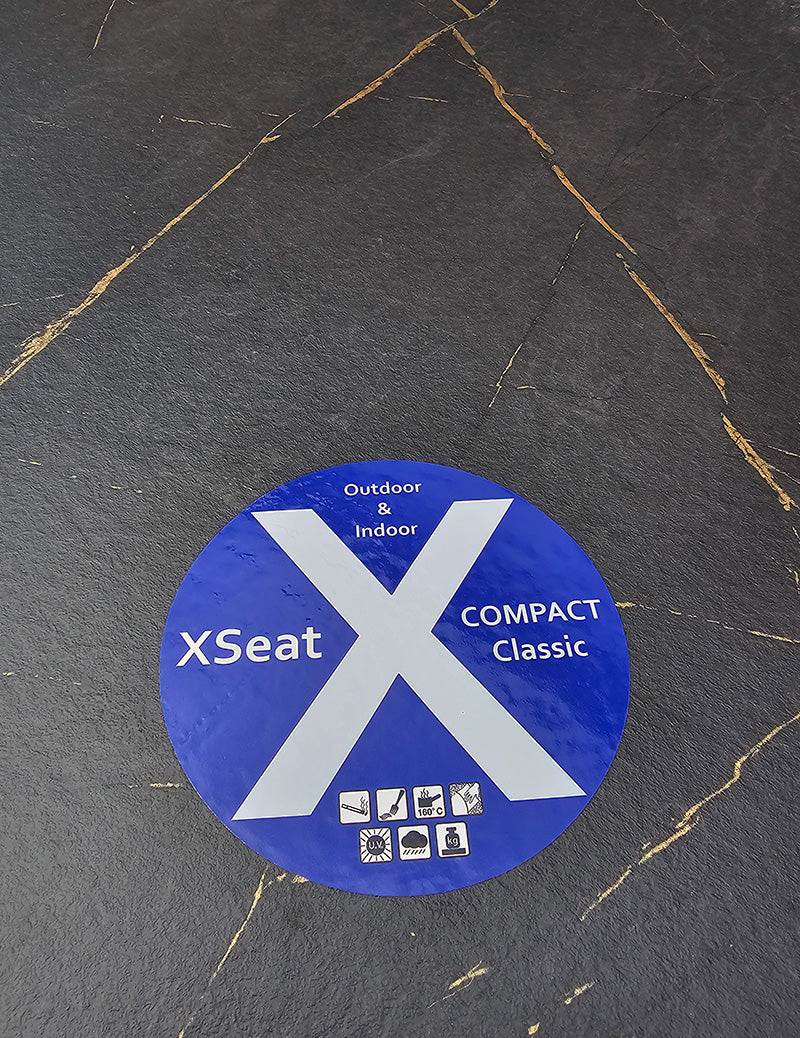 Outdoor
&
Indoor
X
XSeat
COMPACT
Classic
160°C
U.V.
kg